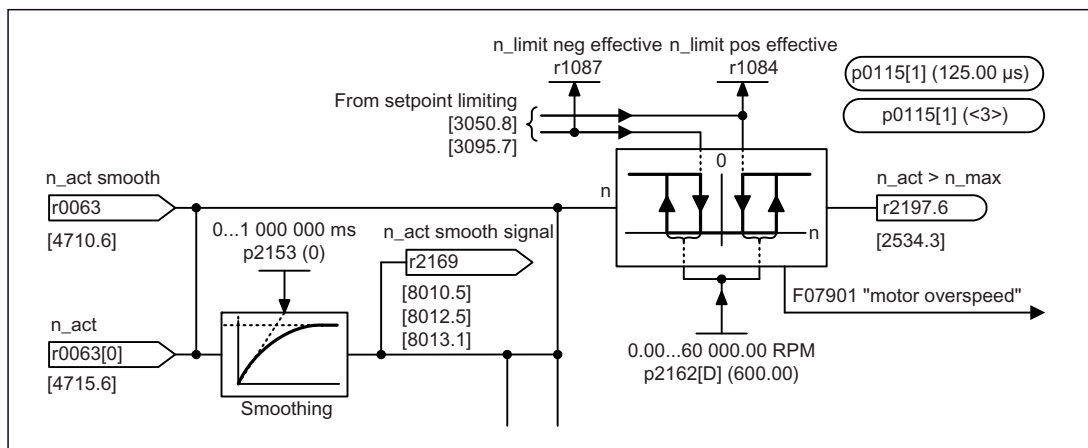 n_limit neg effective
r1087
n_limit pos effective
r1084
p0115[1] (125.00 µs)
p0115[1] (<3>)
From setpoint limiting
[3050.8]
[3095.7]
n_act smooth
r0063
[4710.6]
0...1 000 000 ms
p2153 (0)
n_act smooth signal
r2169
[8010.5]
[8012.5]
[8013.1]
n_act
r0063[0]
[4715.6]
Smoothing
n
0
n
n_act > n_max
r2197.6
[2534.3]
F07901 "motor overspeed"
0.00...60 000.00 RPM
p2162[D] (600.00)